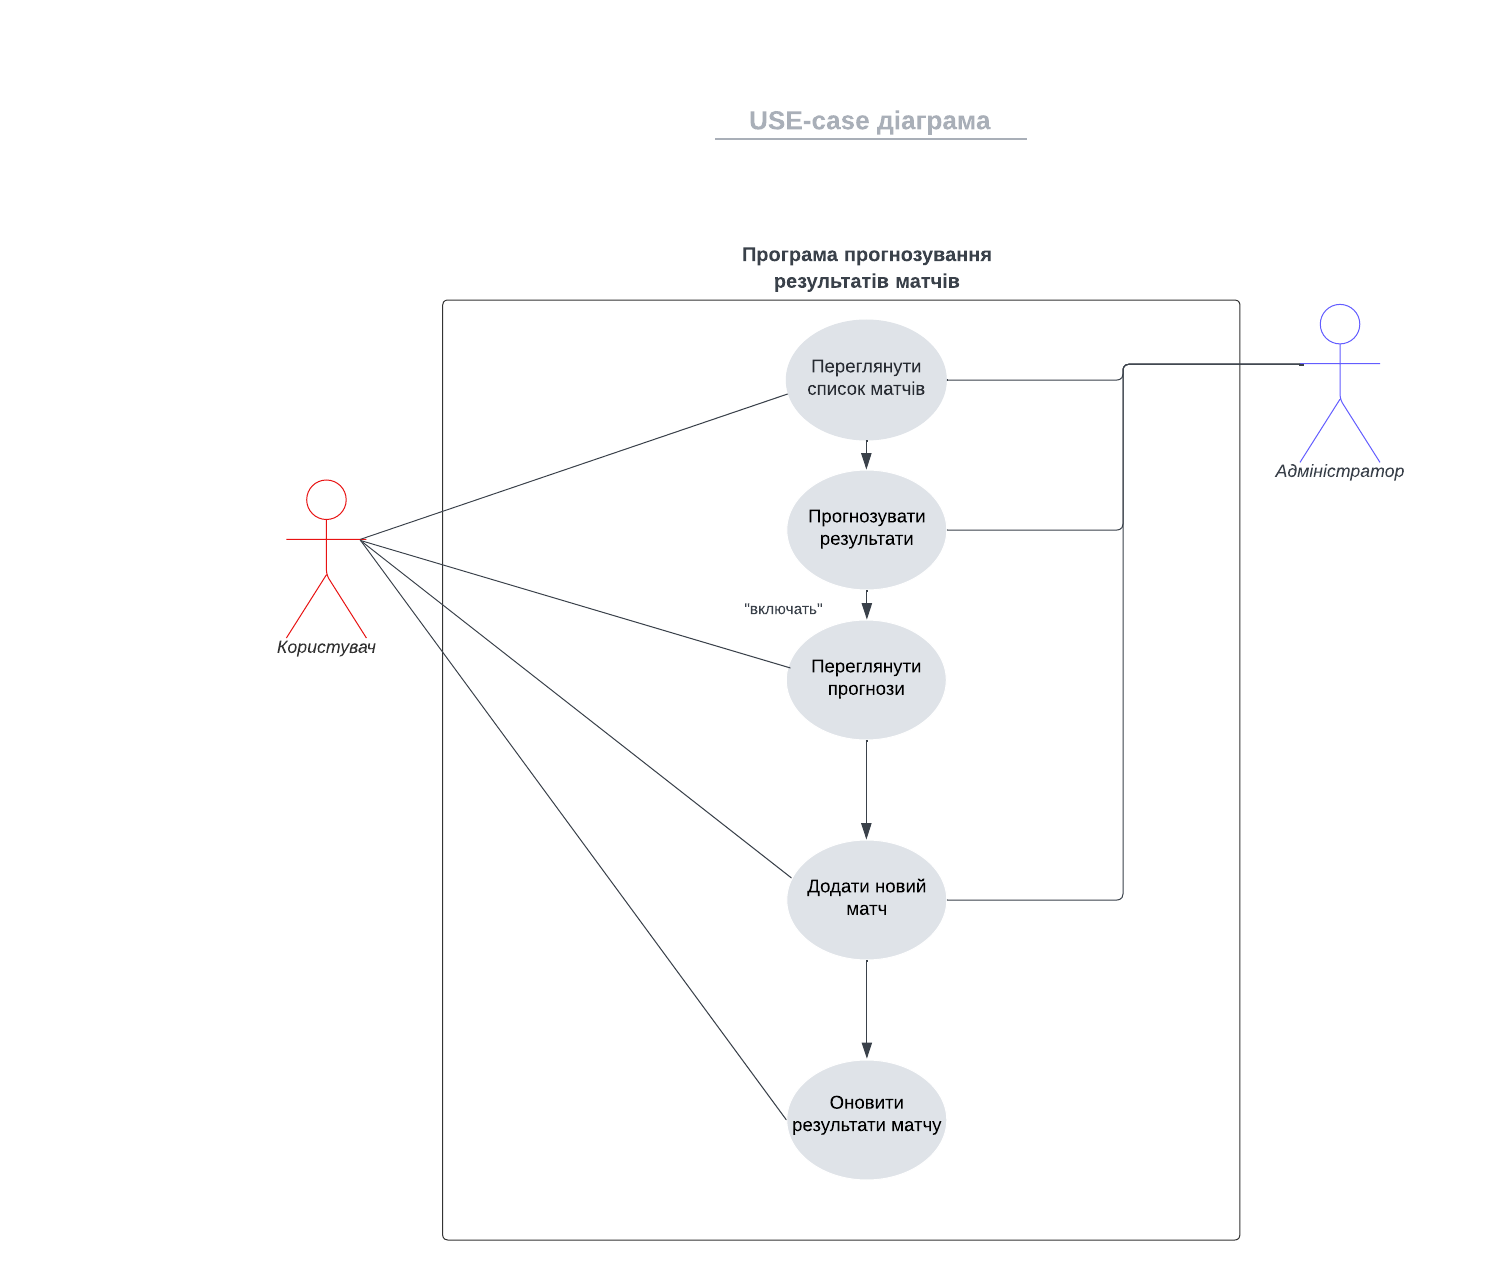 USE-case діаграма
Програма прогнозування
результатів матчів
Переглянути
список матчів
Адміністратор
Прогнозувати
результати
"включать"
Користувач
Переглянути
прогнози
Додати новий
матч
Оновити
результати матчу